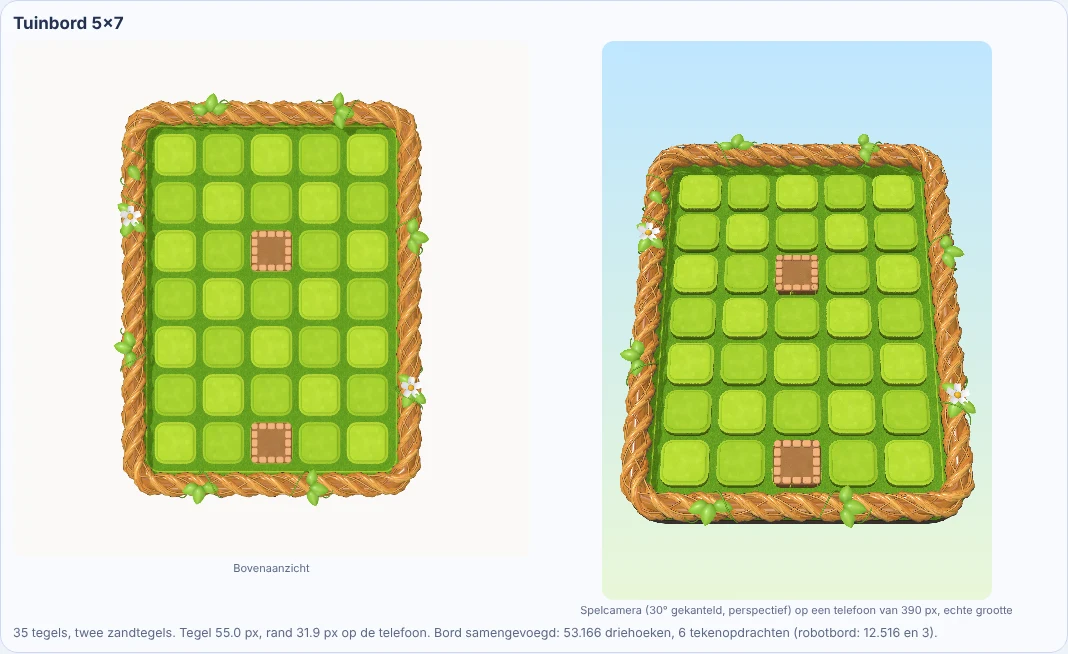 Tuinbord 5×7
Bovenaanzicht
Spelcamera (30° gekanteld, perspectief) op een telefoon van 390 px, echte grootte
35 tegels, twee zandtegels. Tegel 55.0 px, rand 31.9 px op de telefoon. Bord samengevoegd: 53.166 driehoeken, 6 tekenopdrachten (robotbord: 12.516 en 3).